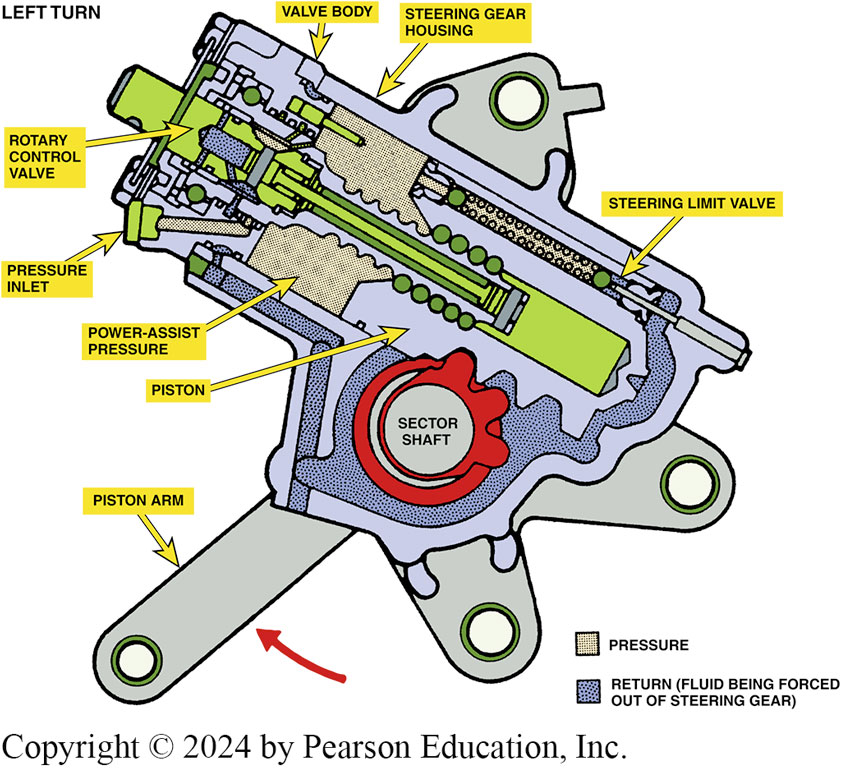 LEFT TURN
VALVE BODY
STEERING GEAR
HOUSING
ROTARY
CONTROL
VALVE
STEERING LIMIT VALVE
PRESSURE
INLET
POWER-ASSIST
PRESSURE
PISTON
SECTOR
SHAFT
PISTON ARM
PRESSURE
RETURN (FLUID BEING FORCED
OUT OF STEERING GEAR)
Copyright © 2024 by Pearson Education, Inc.